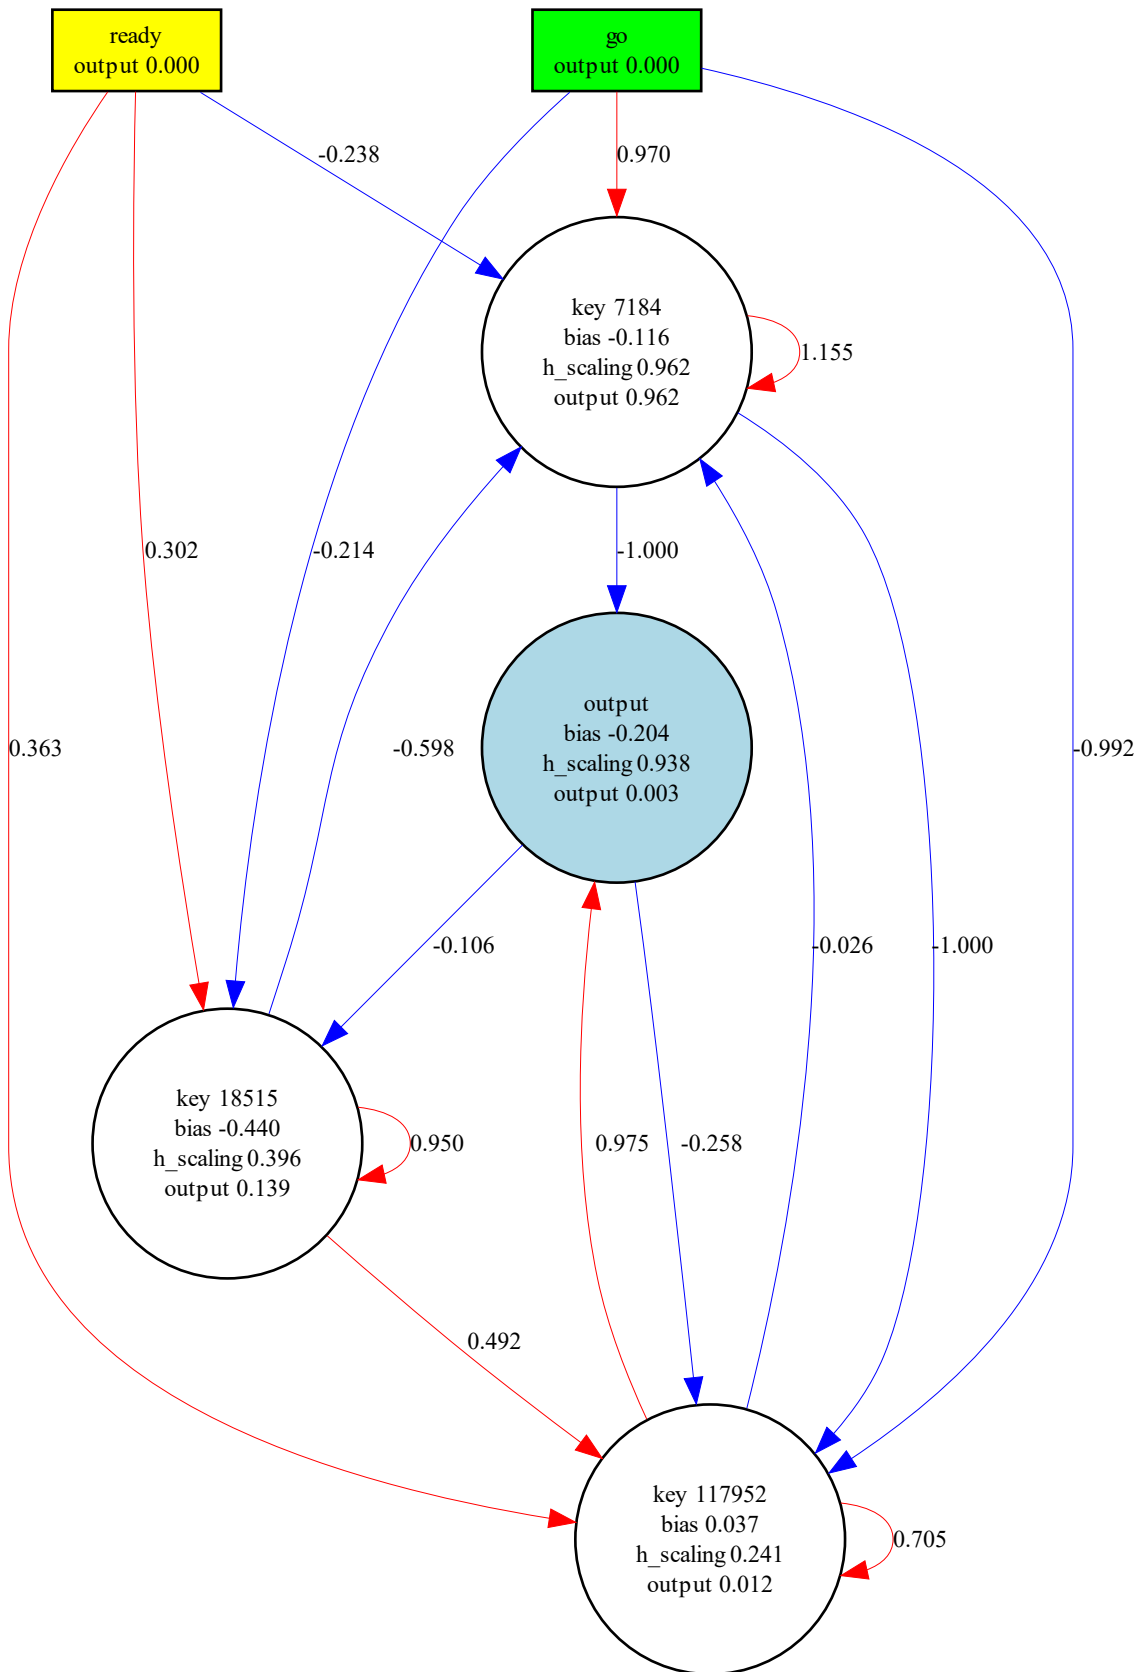 ready
output 0.000
go
output 0.000
-0.238
0.970
key 7184
bias -0.116
h_scaling 0.962
output 0.962
1.155
0.302
-0.214
-1.000
output
bias -0.204
h_scaling 0.938
output 0.003
0.363
-0.598
-0.992
-0.106
-0.026
-1.000
key 18515
bias -0.440
h_scaling 0.396
output 0.139
0.950
0.975
-0.258
0.492
key 117952
bias 0.037
h_scaling 0.241
output 0.012
0.705